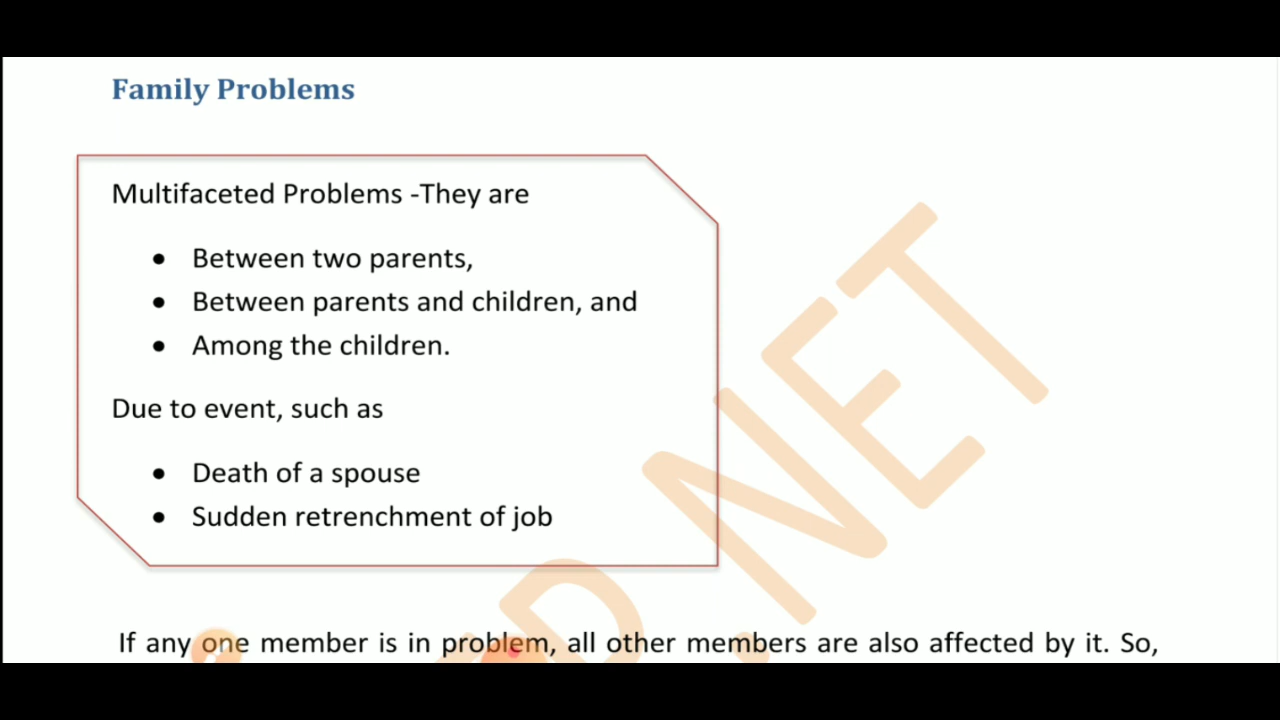 Family Problems
Multifaceted Problems -They are
• Between two parents,
• Between parents and children, and
• Among the children.
Due to event, such as
• Death of a spouse
• Sudden retrenchment of job
If any one member is in problem, all other members are also affected by it. So,
NET